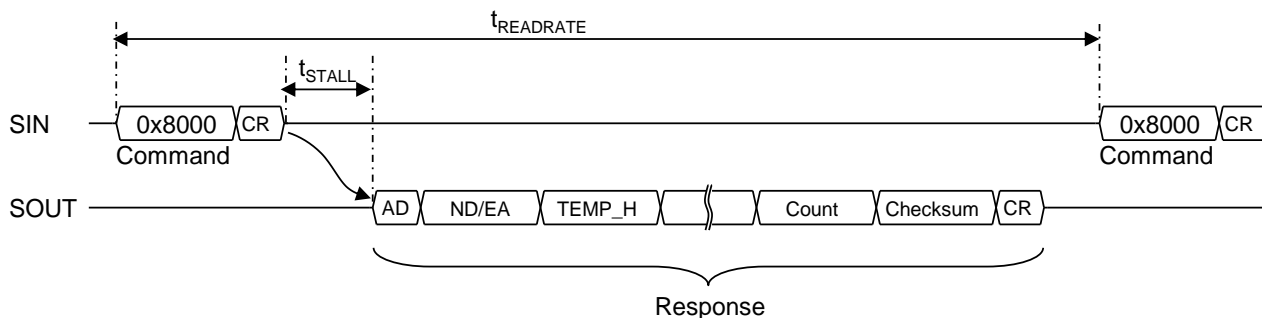 tREADRATE
tSTALL
SIN 0x8000 CR 0x8000 CR
Command Command
SOUT AD ND/EA TEMP_H Count Checksum CR
Response